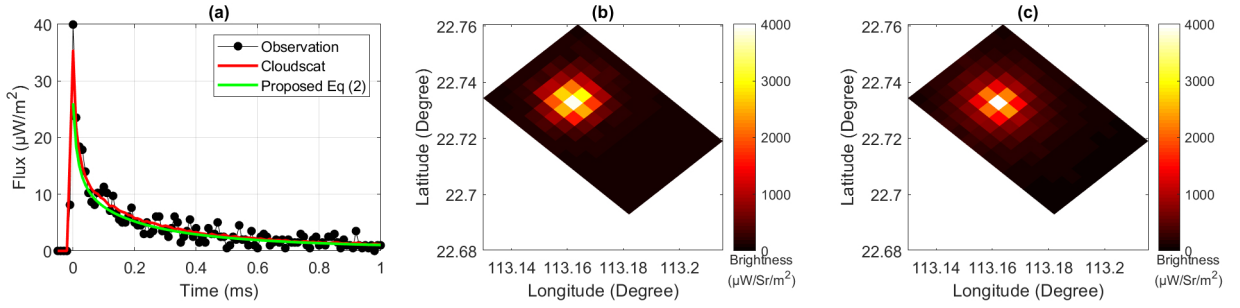 (a)
40
30
20
10
0
Flux (μW/m²)
0
0.2
0.4
0.6
0.8
1
Time (ms)
Observation
Cloudscat
Proposed Eq (2)
(b)
22.76
22.74
22.72
22.7
22.68
Latitude (Degree)
113.14
113.16
113.18
113.2
Longitude (Degree)
4000
3000
2000
1000
0
Brightness
(μW/Sr/m²)
(c)
22.76
22.74
22.72
22.7
22.68
Latitude (Degree)
113.14
113.16
113.18
113.2
Longitude (Degree)
4000
3000
2000
1000
0
Brightness
(μW/Sr/m²)